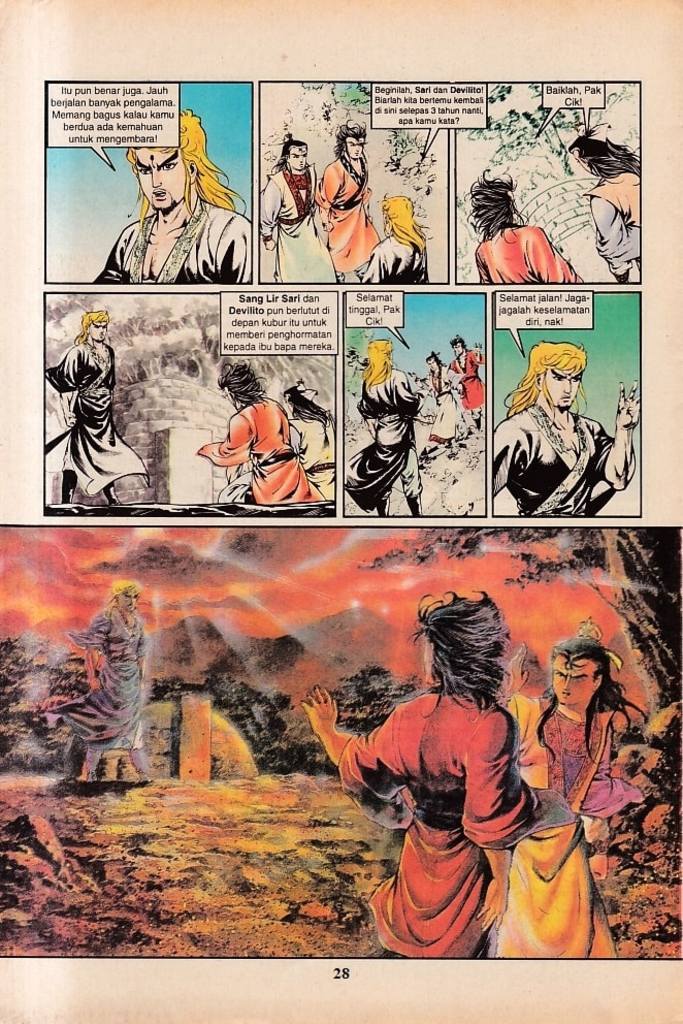 Itu pun benar juga. Jauh
berjalan banyak pengalama.
Memang bagus kalau kamu
berdua ada kemahuan
untuk mengembara!
Beginilah, Sari dan Devilito!
Biarlah kita bertemu kembali
di sini selepas 3 tahun nanti,
apa kamu kata?
Baiklah, Pak
Cik!
Sang Lir Sari dan
Devilito pun berlutut di
depan kubur itu untuk
memberi penghormatan
kepada ibu bapa mereka.
Selamat
tinggal, Pak
Cik!
Selamat jalan! Jaga-
jagalah keselamatan
diri, nak!
28